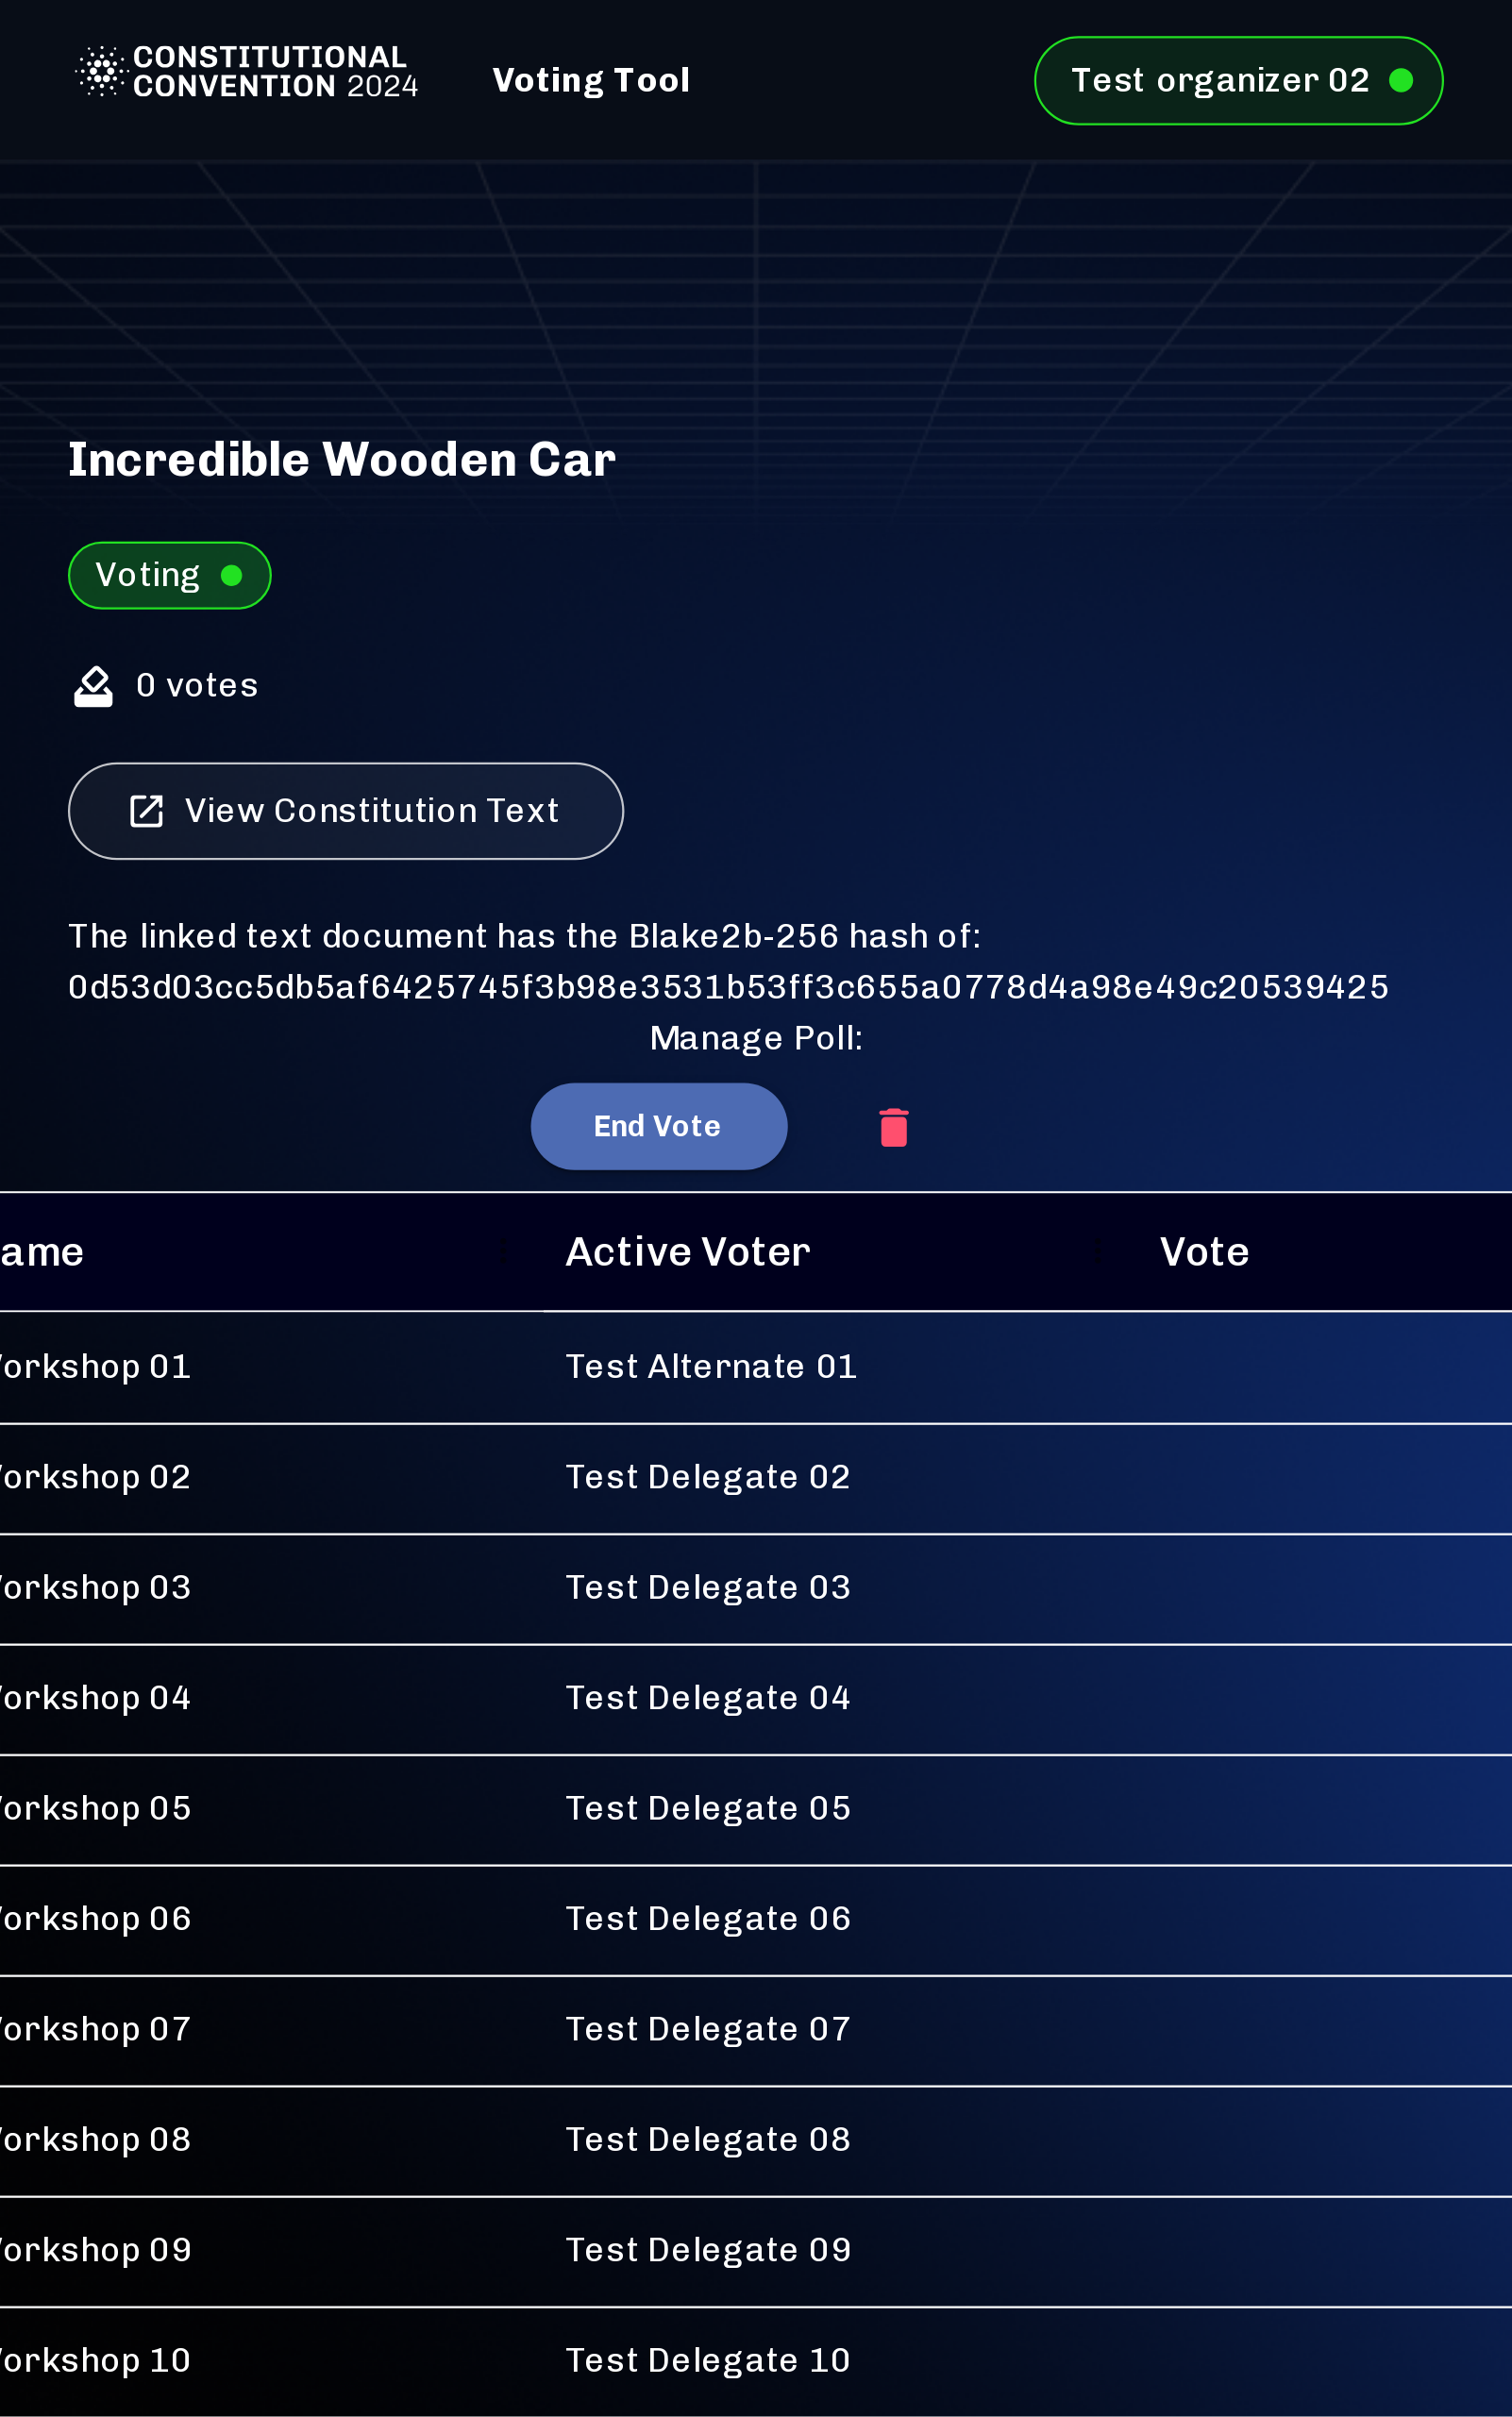 CONSTITUTIONAL
CONVENTION 2024
Voting Tool
Test organizer 02
Incredible Wooden Car
Voting
0 votes
View Constitution Text
The linked text document has the Blake2b-256 hash of:
0d53d03cc5db5af6425745f3b98e3531b53ff3c655a0778d4a98e49c20539425
Manage Poll:
End Vote
ame Active Voter Vote
orkshop 01 Test Alternate 01
orkshop 02 Test Delegate 02
orkshop 03 Test Delegate 03
orkshop 04 Test Delegate 04
orkshop 05 Test Delegate 05
orkshop 06 Test Delegate 06
orkshop 07 Test Delegate 07
orkshop 08 Test Delegate 08
orkshop 09 Test Delegate 09
orkshop 10 Test Delegate 10